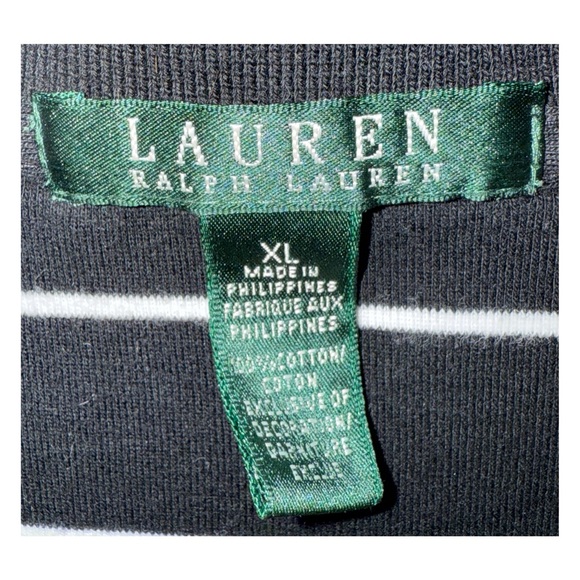 LAUREN
RALPH LAUREN
XL
MADE IN
PHILIPPINES
FABRIQUE AUX
PHILIPPINES
100% COTTON/
COTON
EXCLUSIVE OF
DECORATION/
GARNITURE
EXCLUE